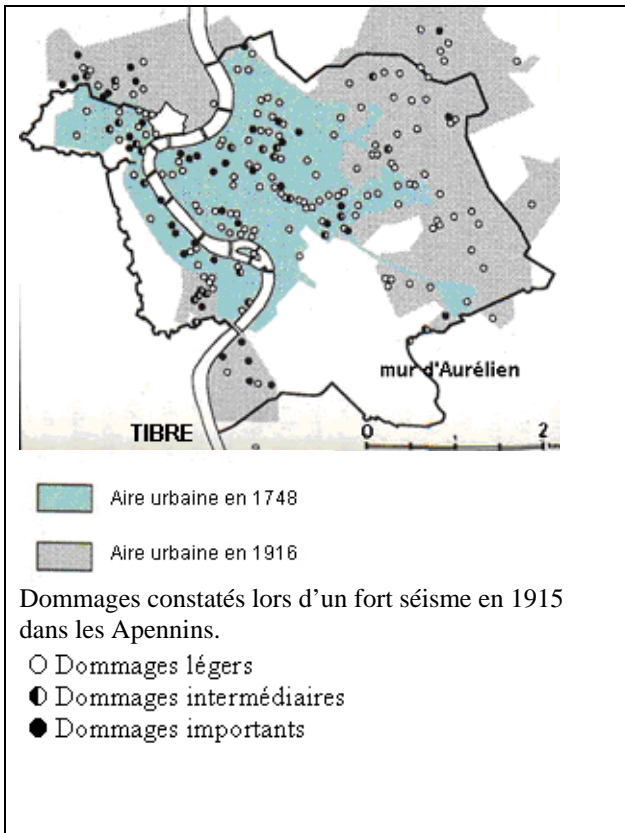 mur d'Aurélien
TIBRE
0 1 2
Aire urbaine en 1748
Aire urbaine en 1916
Dommages constatés lors d'un fort séisme en 1915
dans les Apennins.
Dommages légers
Dommages intermédiaires
Dommages importants